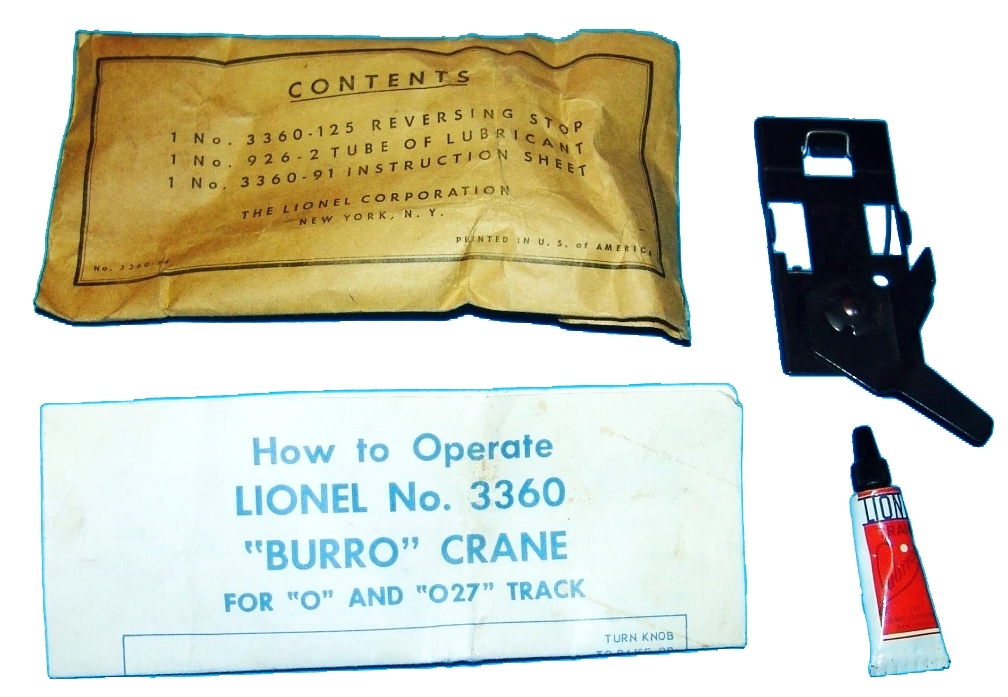 CONTENTS
1 No. 3360-125 REVERSING STOP
1 No. 926-2 TUBE OF LUBRICANT
1 No. 3360-91 INSTRUCTION SHEET
THE LIONEL CORPORATION
NEW YORK, N. Y.
PRINTED IN U. S. of AMERICA
How to Operate
LIONEL No. 3360
"BURRO" CRANE
FOR "O" AND "O27" TRACK
TURN KNOB
LION